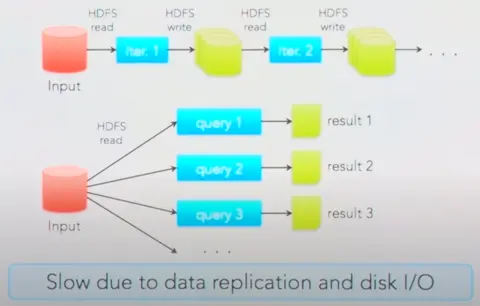 HDFS read
HDFS write
HDFS read
HDFS write
iter. 1
iter. 2
. . .
Input
HDFS read
query 1
result 1
query 2
result 2
query 3
result 3
Input
. . .
Slow due to data replication and disk I/O